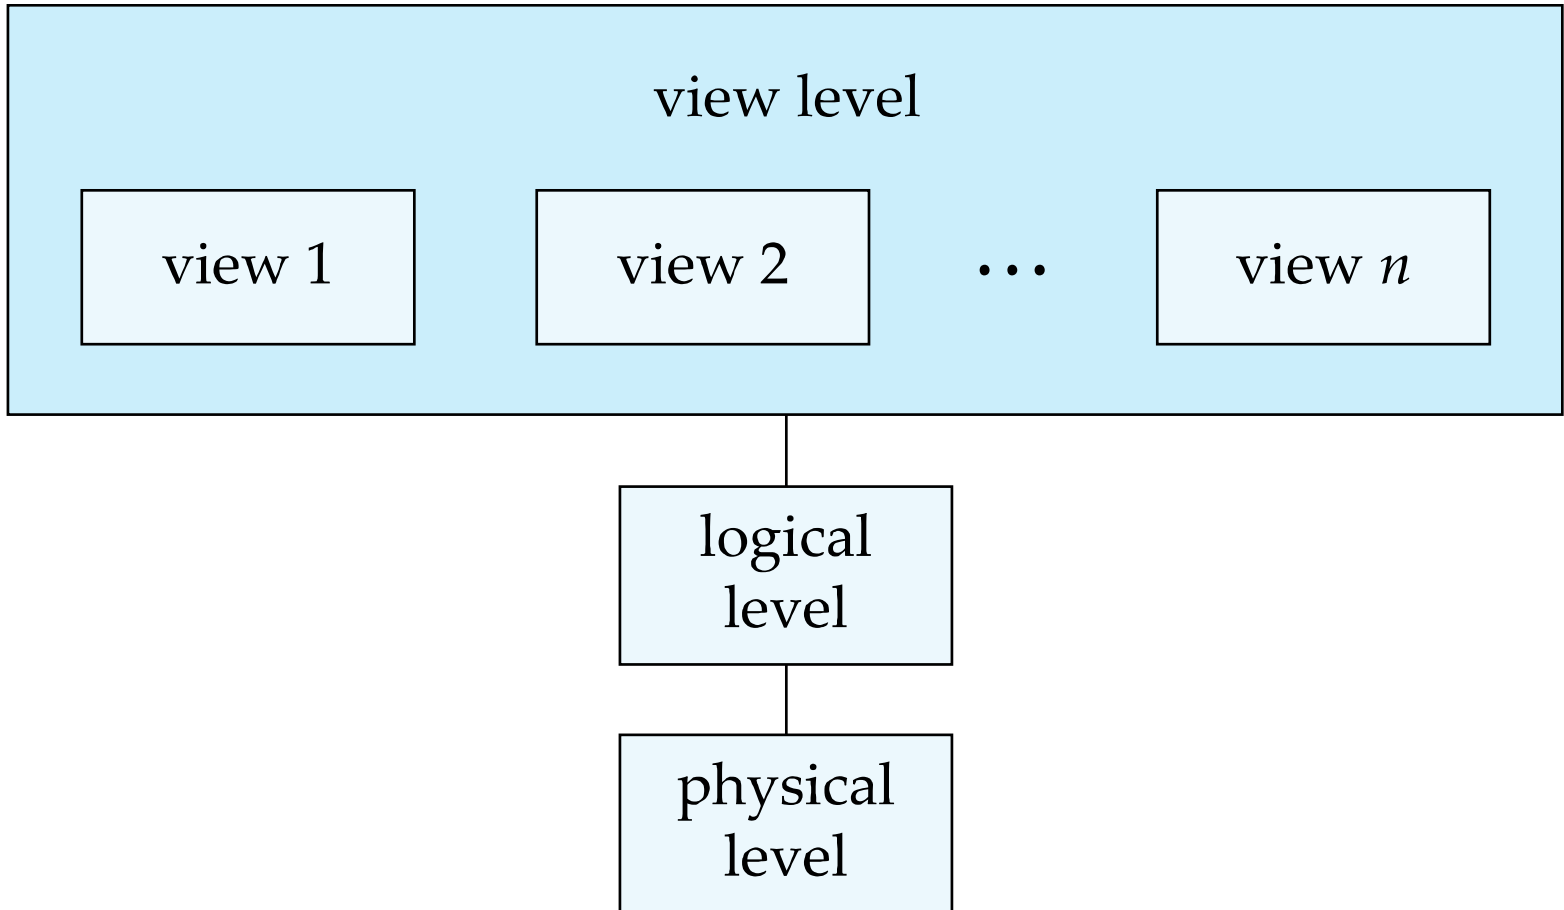 view level
view 1
view 2
...
view n
logical
level
physical
level